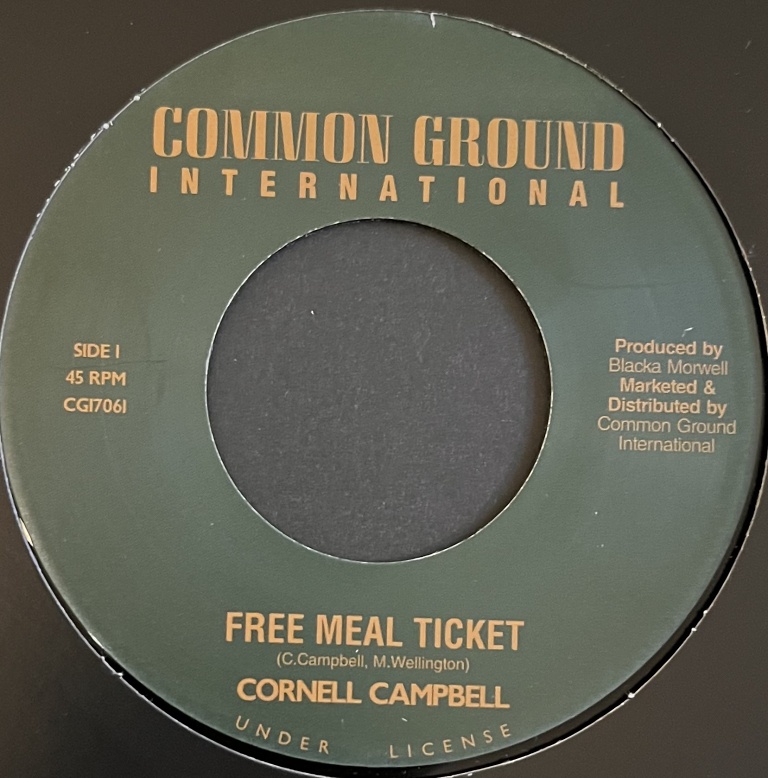 COMMON GROUND
INTERNATIONAL
SIDE 1
45 RPM
CGI7061
Produced by
Blacka Morwell
Marketed &
Distributed by
Common Ground
International
FREE MEAL TICKET
(C.Campbell, M.Wellington)
CORNELL CAMPBELL
UNDER LICENSE